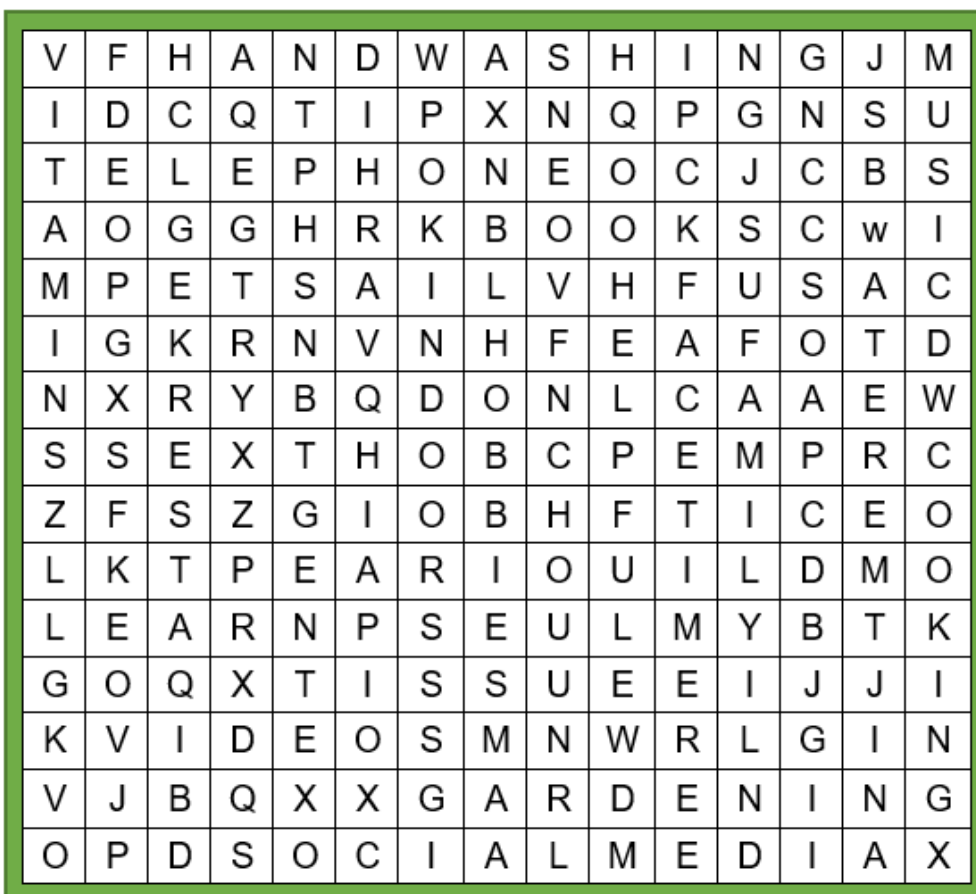 V F H A N D W A S H I N G J M
I D C Q T I P X N Q P G N S U
T E L E P H O N E O C J C B S
A O G G H R K B O O K S C w I
M P E T S A I L V H F U S A C
I G K R N V N H F E A F O T D
N X R Y B Q D O N L C A A E W
S S E X T H O B C P E M P R C
Z F S Z G I O B H F T I C E O
L K T P E A R I O U I L D M O
L E A R N P S E U L M Y B T K
G O Q X T I S S U E E I J J I
K V I D E O S M N W R L G I N
V J B Q X X G A R D E N I N G
O P D S O C I A L M E D I A X